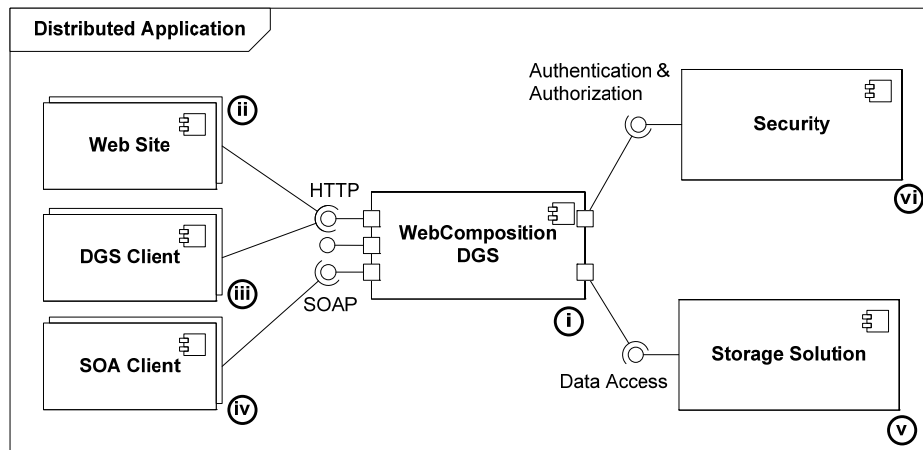 Distributed Application
Web Site
ii
DGS Client
iii
SOA Client
iv
HTTP
SOAP
WebComposition
DGS
i
Authentication &
Authorization
Security
vi
Data Access
Storage Solution
v